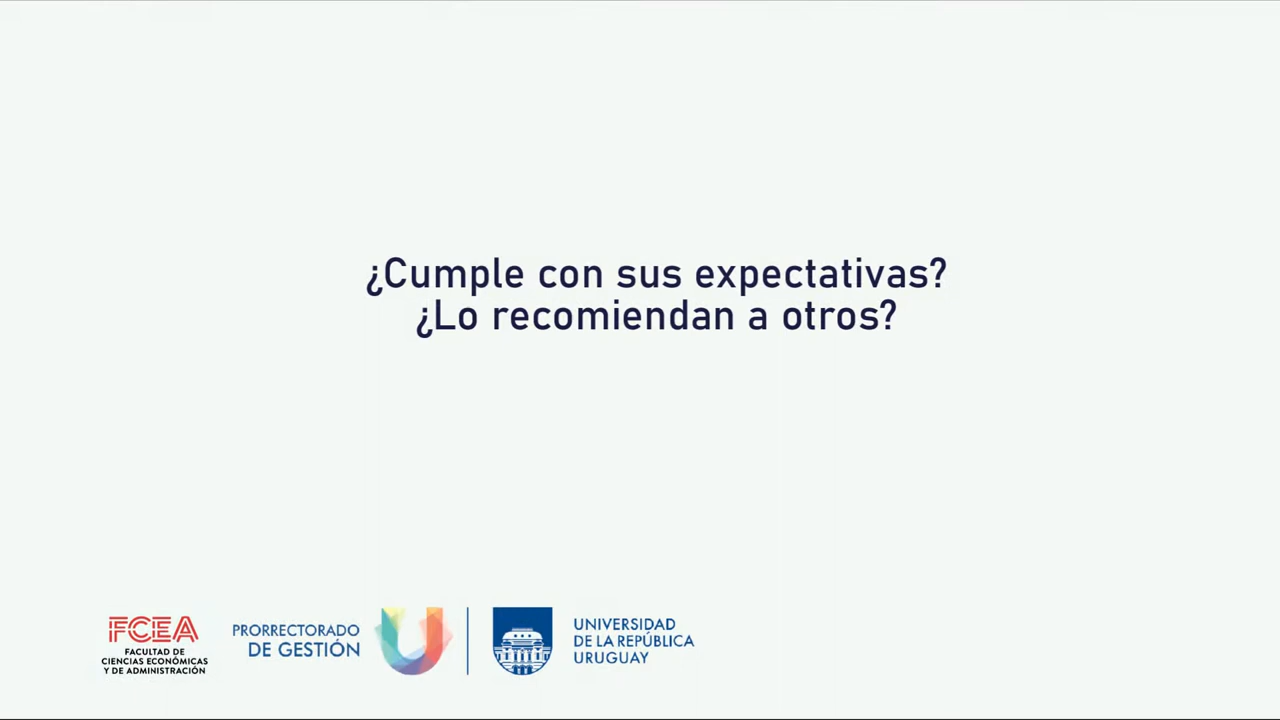 ¿Cumple con sus expectativas?
¿Lo recomiendan a otros?
FCEA
FACULTAD DE
CIENCIAS ECONÓMICAS
Y DE ADMINISTRACIÓN
PRORRECTORADO
DE GESTIÓN
UNIVERSIDAD
DE LA REPÚBLICA
URUGUAY